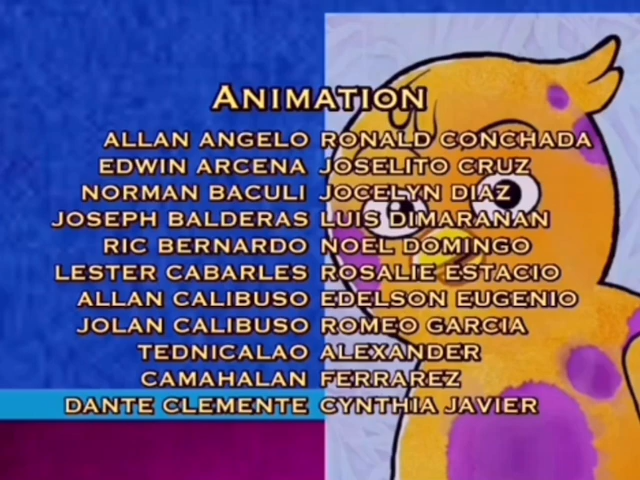 ANIMATION
ALLAN ANGELO RONALD CONCHADA
EDWIN ARCENA JOSELITO CRUZ
NORMAN BACULI JOCELYN DIAZ
JOSEPH BALDERAS LUIS DIMARANAN
RIC BERNARDO NOEL DOMINGO
LESTER CABARLES ROSALIE ESTACIO
ALLAN CALIBUSO EDELSON EUGENIO
JOLAN CALIBUSO ROMEO GARCIA
TEDNICALAO ALEXANDER
CAMAHALAN FERRAREZ
DANTE CLEMENTE CYNTHIA JAVIER